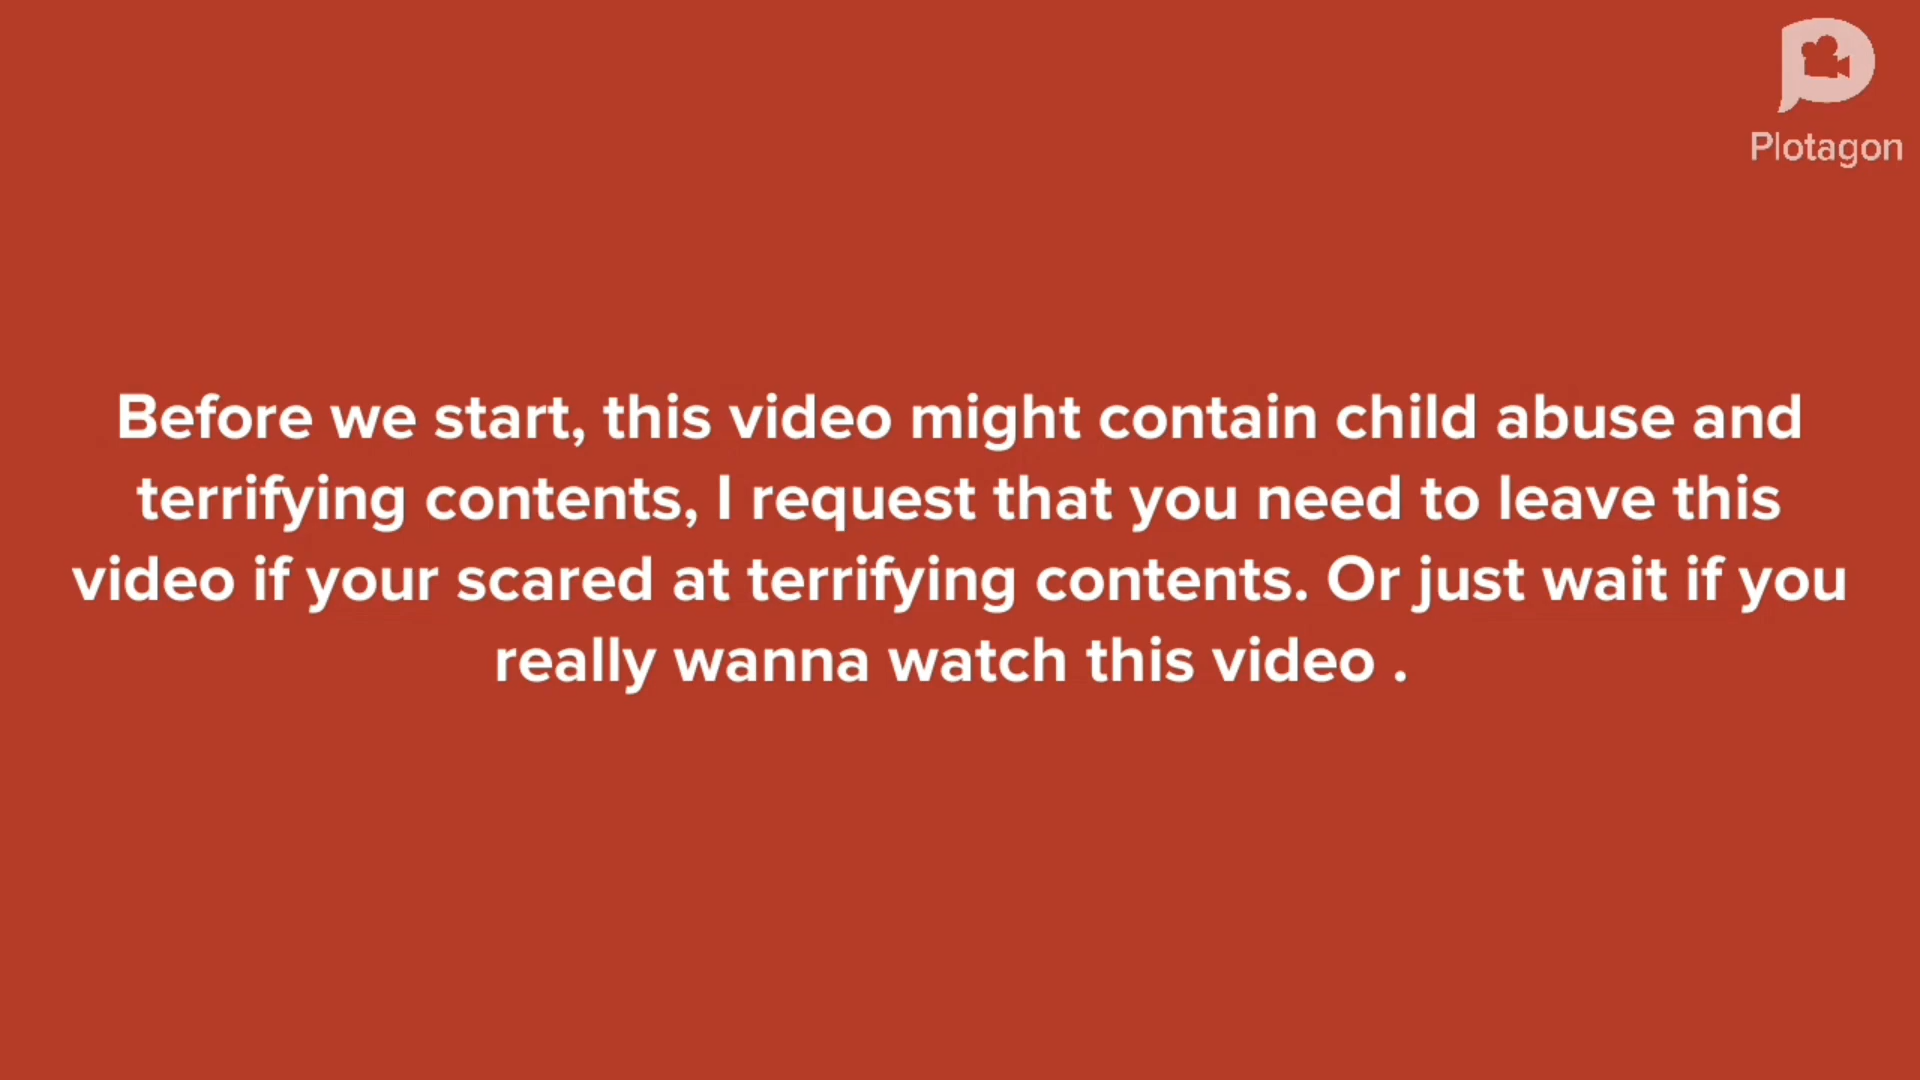 Plotagon
Before we start, this video might contain child abuse and
terrifying contents, I request that you need to leave this
video if your scared at terrifying contents. Or just wait if you
really wanna watch this video .